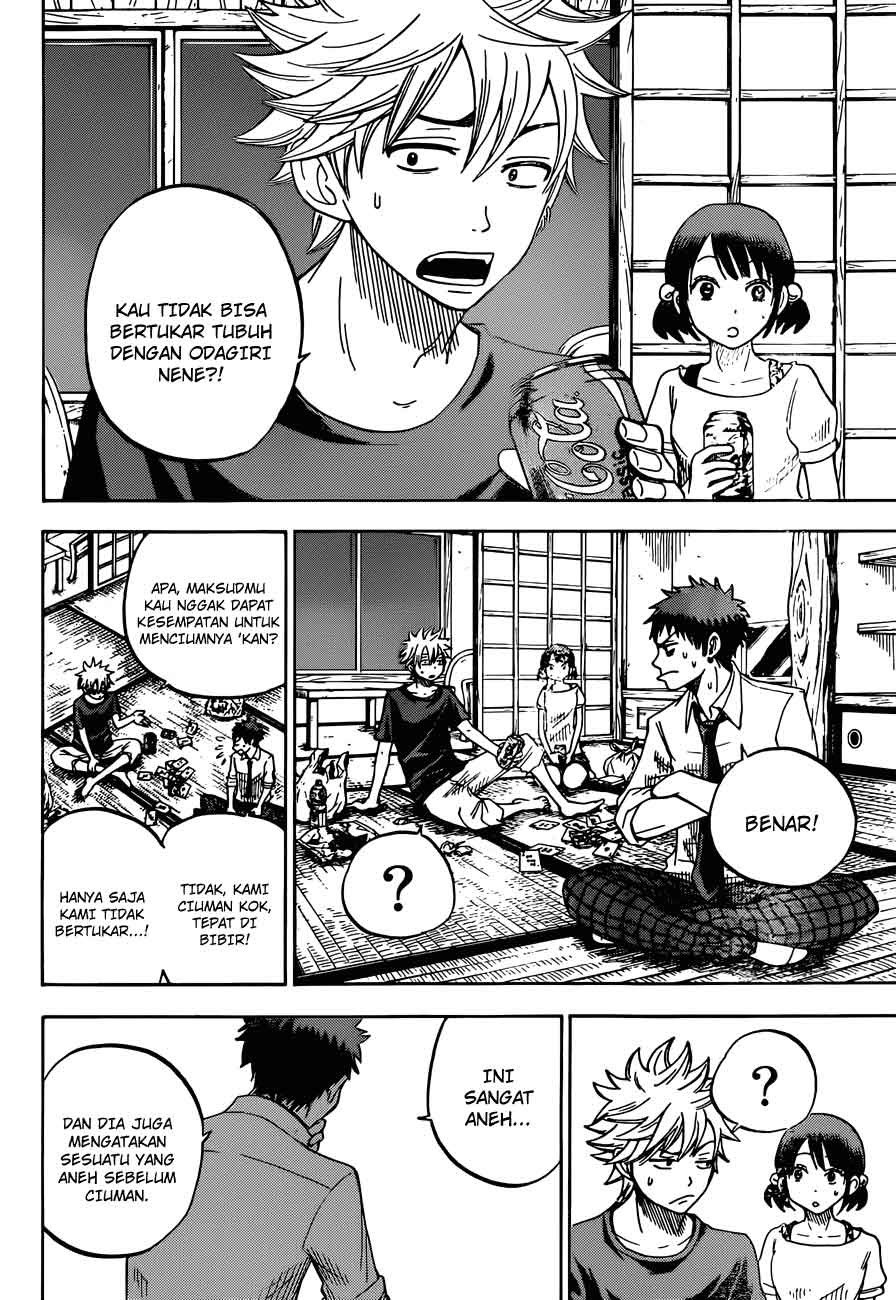 KAU TIDAK BISA
BERTUKAR TUBUH
DENGAN ODAGIRI
NENE?!
BENAR!
?
APA, MAKSUDMU
KAU NGGAK DAPAT
KESEMPATAN UNTUK
MENCIUMNYA 'KAN?
TIDAK, KAMI
CIUMAN KOK,
TEPAT DI
BIBIR!
HANYA SAJA
KAMI TIDAK
BERTUKAR...!
?
INI
SANGAT
ANEH...
DAN DIA JUGA
MENGATAKAN
SESUATU YANG
ANEH SEBELUM
CIUMAN.